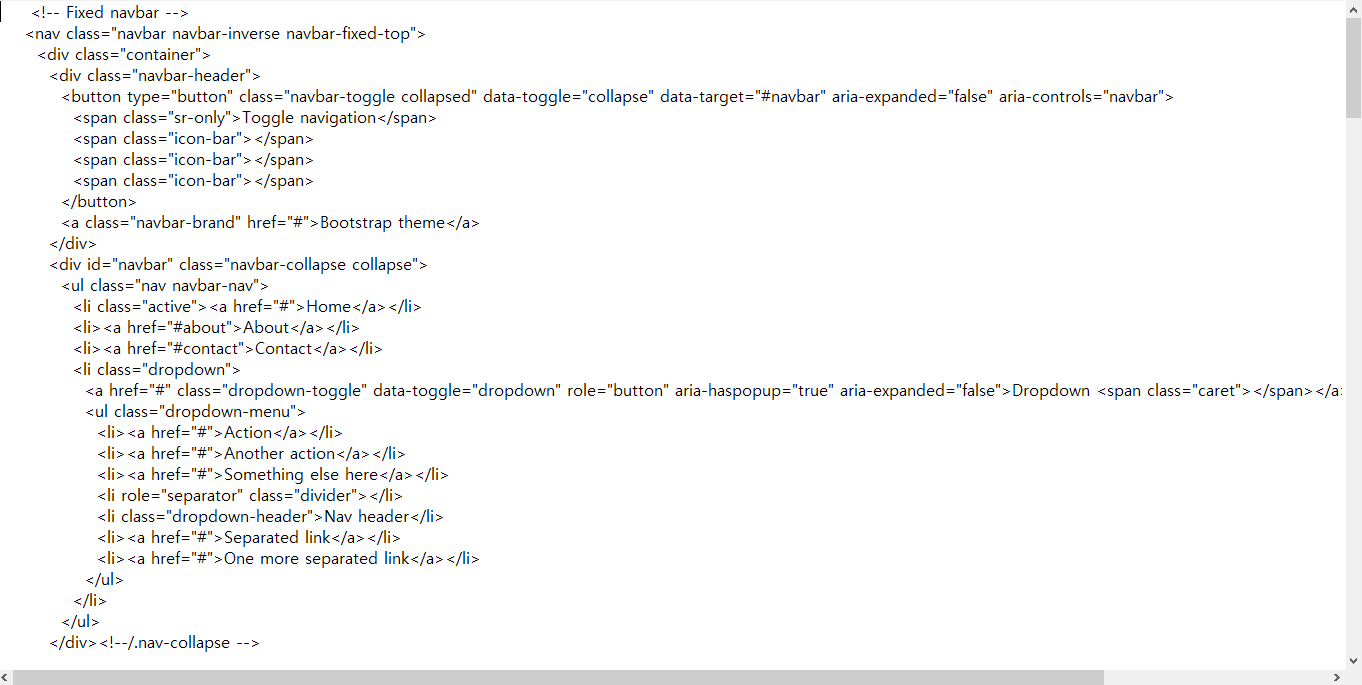 <!-- Fixed navbar -->
<nav class="navbar navbar-inverse navbar-fixed-top">
<div class="container">
<div class="navbar-header">
<button type="button" class="navbar-toggle collapsed" data-toggle="collapse" data-target="#navbar" aria-expanded="false" aria-controls="navbar">
<span class="sr-only">Toggle navigation</span>
<span class="icon-bar"></span>
<span class="icon-bar"></span>
<span class="icon-bar"></span>
</button>
<a class="navbar-brand" href="#">Bootstrap theme</a>
</div>
<div id="navbar" class="navbar-collapse collapse">
<ul class="nav navbar-nav">
<li class="active"><a href="#">Home</a></li>
<li><a href="#about">About</a></li>
<li><a href="#contact">Contact</a></li>
<li class="dropdown">
<a href="#" class="dropdown-toggle" data-toggle="dropdown" role="button" aria-haspopup="true" aria-expanded="false">Dropdown <span class="caret"></span></a
<ul class="dropdown-menu">
<li><a href="#">Action</a></li>
<li><a href="#">Another action</a></li>
<li><a href="#">Something else here</a></li>
<li role="separator" class="divider"></li>
<li class="dropdown-header">Nav header</li>
<li><a href="#">Separated link</a></li>
<li><a href="#">One more separated link</a></li>
</ul>
</li>
</ul>
</div><!--/.nav-collapse -->